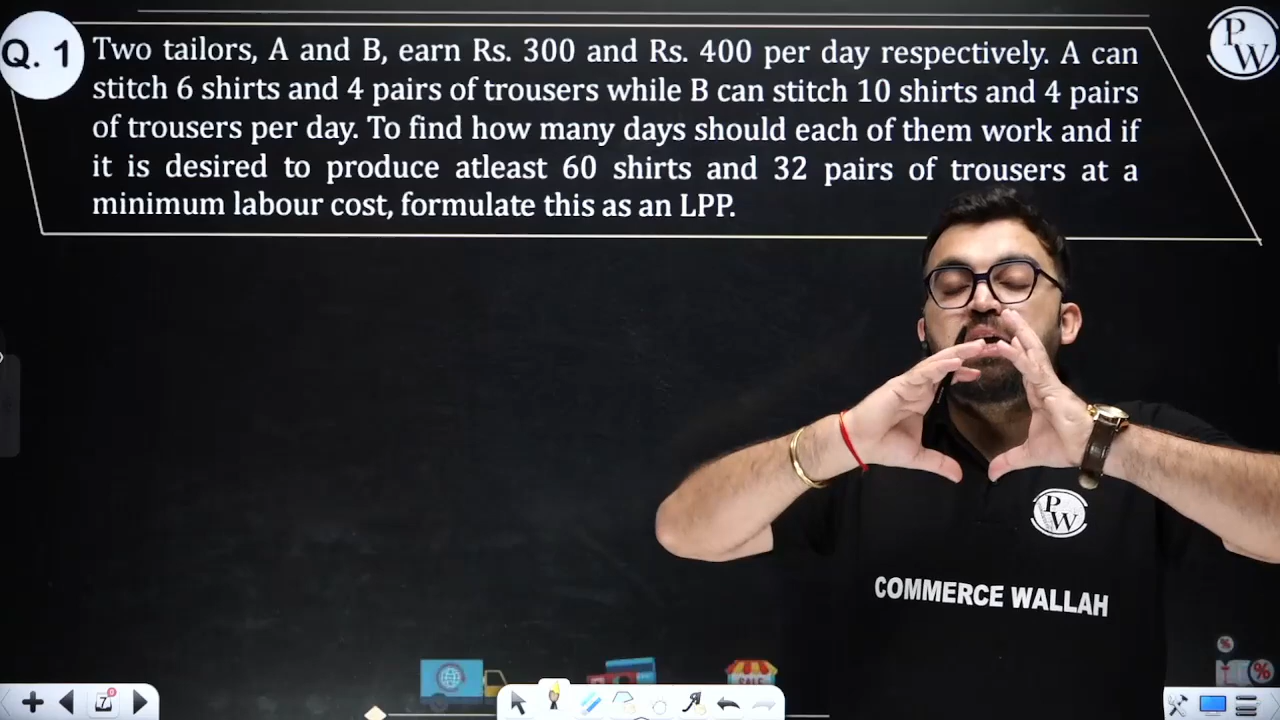 Q. 1
Two tailors, A and B, earn Rs. 300 and Rs. 400 per day respectively. A can
stitch 6 shirts and 4 pairs of trousers while B can stitch 10 shirts and 4 pairs
of trousers per day. To find how many days should each of them work and if
it is desired to produce atleast 60 shirts and 32 pairs of trousers at a
minimum labour cost, formulate this as an LPP.
PW
PW
COMMERCE WALLAH
SALE
%
%
7